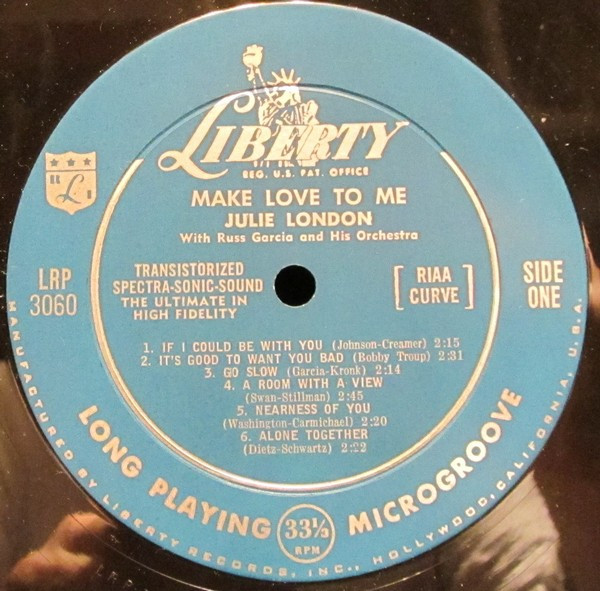 LIBERTY
REG. U.S. PAT. OFFICE
MAKE LOVE TO ME
JULIE LONDON
With Russ Garcia and His Orchestra
TRANSISTORIZED
SPECTRA-SONIC-SOUND
THE ULTIMATE IN
HIGH FIDELITY
[ RIAA
CURVE ]
LRP
3060
SIDE
ONE
1. IF I COULD BE WITH YOU (Johnson-Creamer) 2:15
2. IT'S GOOD TO WANT YOU BAD (Bobby Troup) 2:31
3. GO SLOW (Garcia-Kronk) 2:14
4. A ROOM WITH A VIEW
(Swan-Stillman) 2:45
5. NEARNESS OF YOU
(Washington-Carmichael) 2:20
6. ALONE TOGETHER
(Dietz-Schwartz) 2:22
LONG PLAYING 33⅓ RPM MICROGROOVE
MANUFACTURED BY LIBERTY RECORDS, INC., HOLLYWOOD, CALIFORNIA, U.S.A.